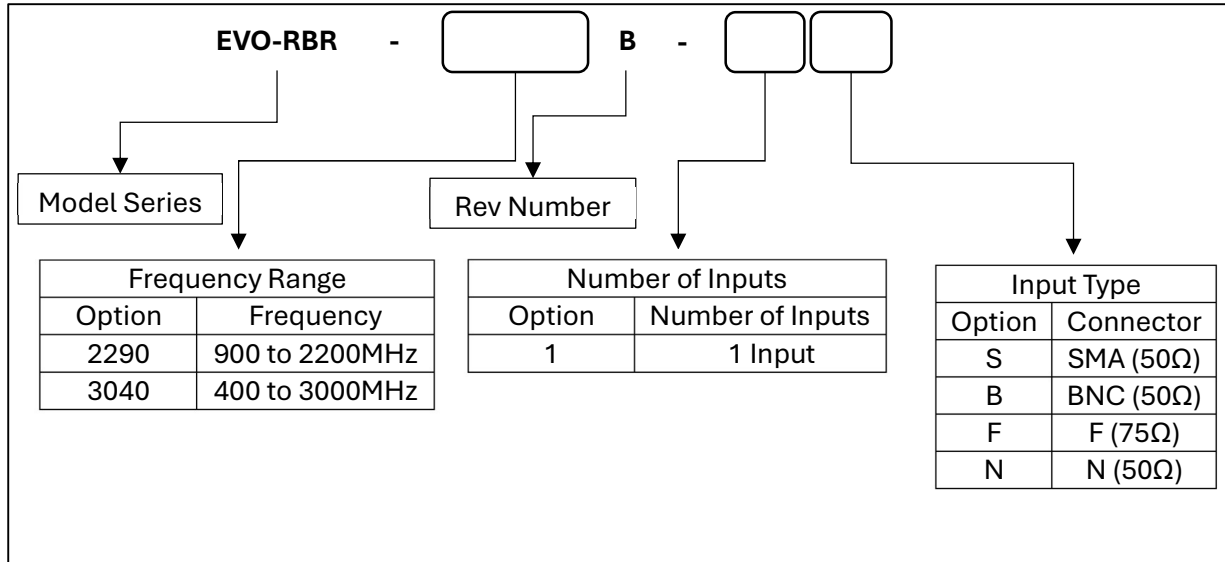 EVO-RBR - B -
Model Series
Rev Number
Frequency Range
Option Frequency
2290 900 to 2200MHz
3040 400 to 3000MHz
Number of Inputs
Option Number of Inputs
1 1 Input
Input Type
Option Connector
S SMA (50Ω)
B BNC (50Ω)
F F (75Ω)
N N (50Ω)